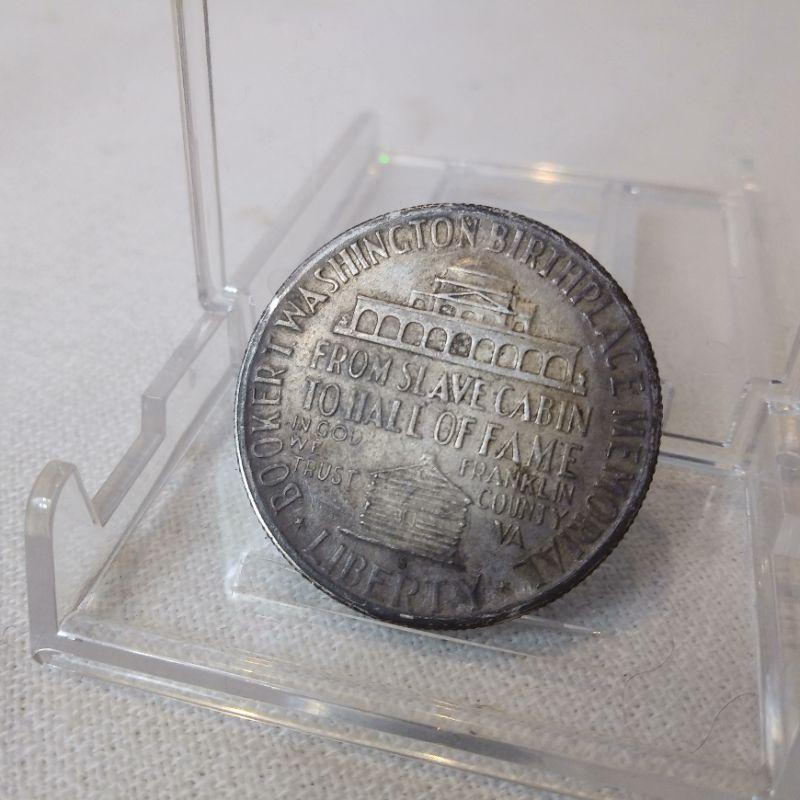 BOOKER T WASHINGTON BIRTHPLACE MEMORIAL
FROM SLAVE CABIN
TO HALL OF FAME
IN GOD
WE
TRUST
FRANKLIN
COUNTY
VA
S
LIBERTY